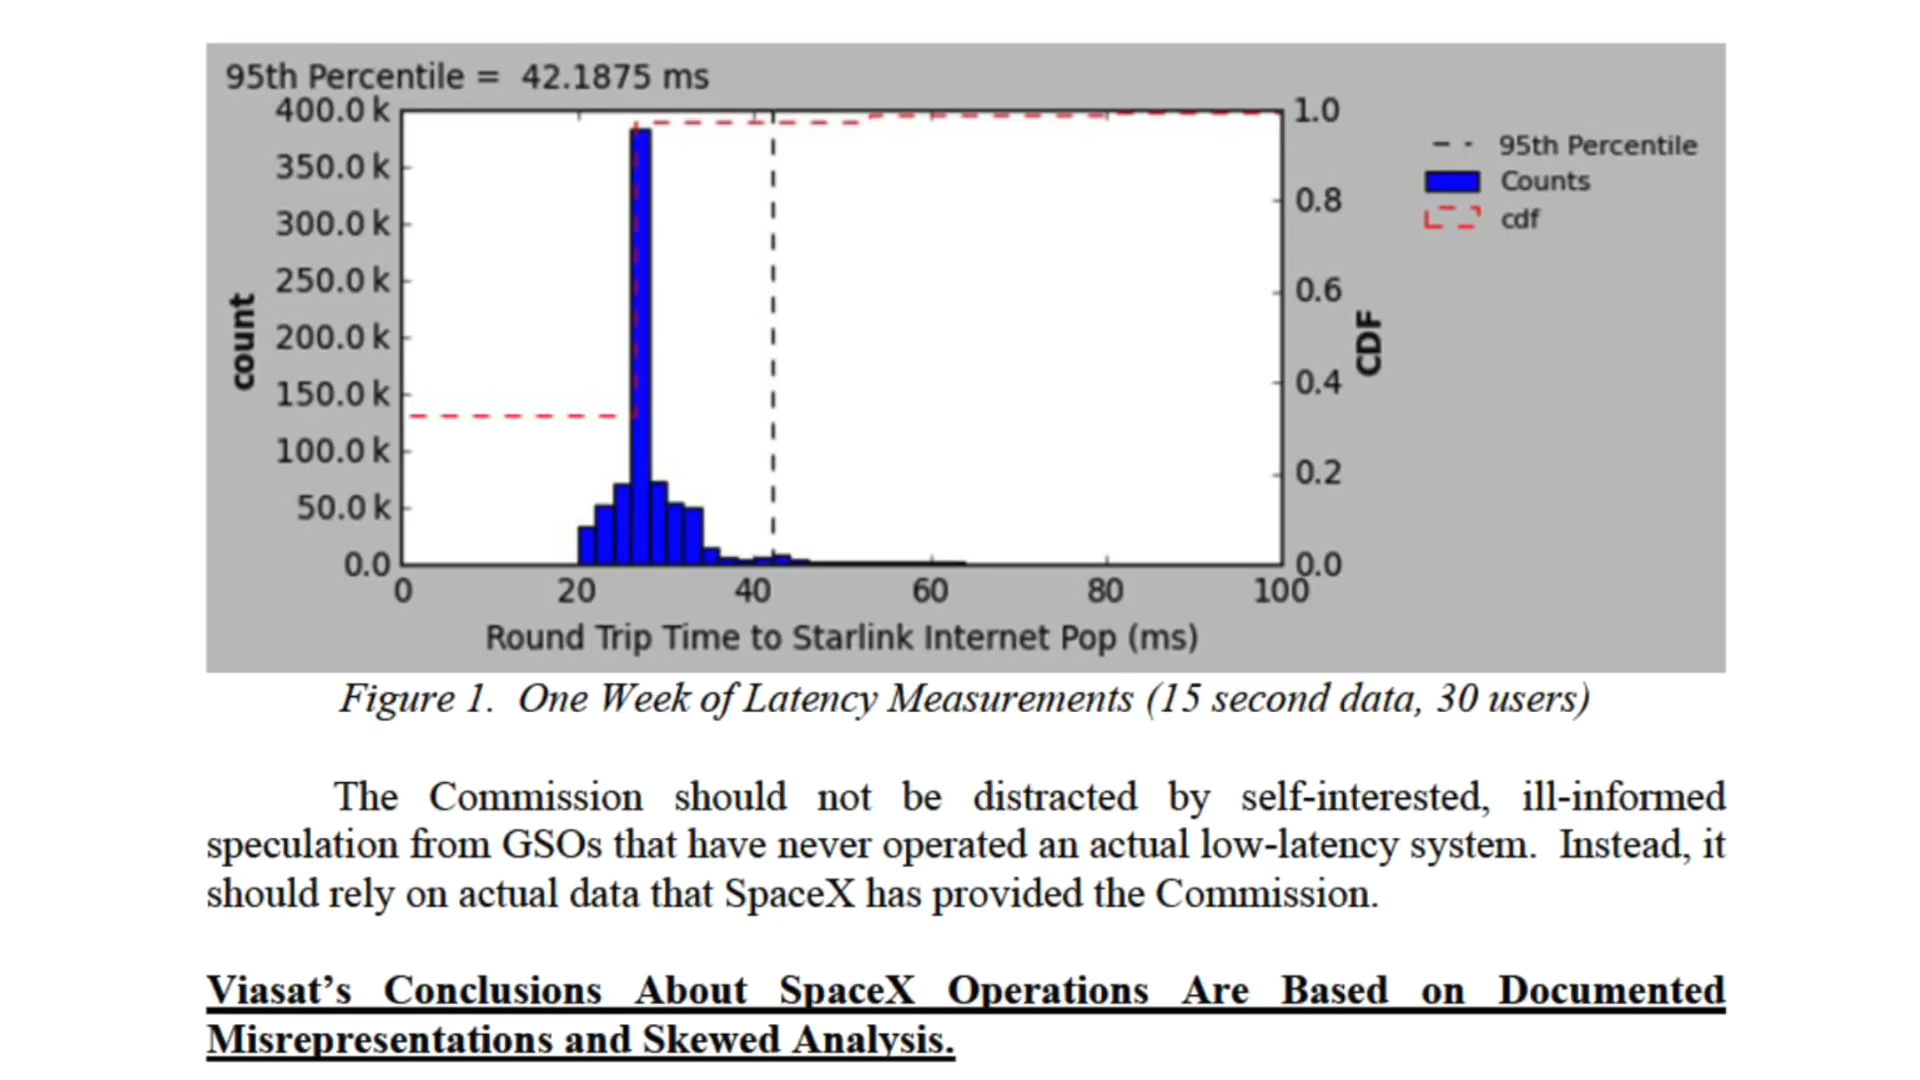 95th Percentile = 42.1875 ms
400.0 k
350.0 k
300.0 k
250.0 k
200.0 k
150.0 k
100.0 k
50.0 k
0.0
count
1.0
0.8
0.6
0.4
0.2
0.0
CDF
95th Percentile
Counts
cdf
0 20 40 60 80 100
Round Trip Time to Starlink Internet Pop (ms)
Figure 1. One Week of Latency Measurements (15 second data, 30 users)
The Commission should not be distracted by self-interested, ill-informed
speculation from GSOs that have never operated an actual low-latency system. Instead, it
should rely on actual data that SpaceX has provided the Commission.
Viasat’s Conclusions About SpaceX Operations Are Based on Documented
Misrepresentations and Skewed Analysis.